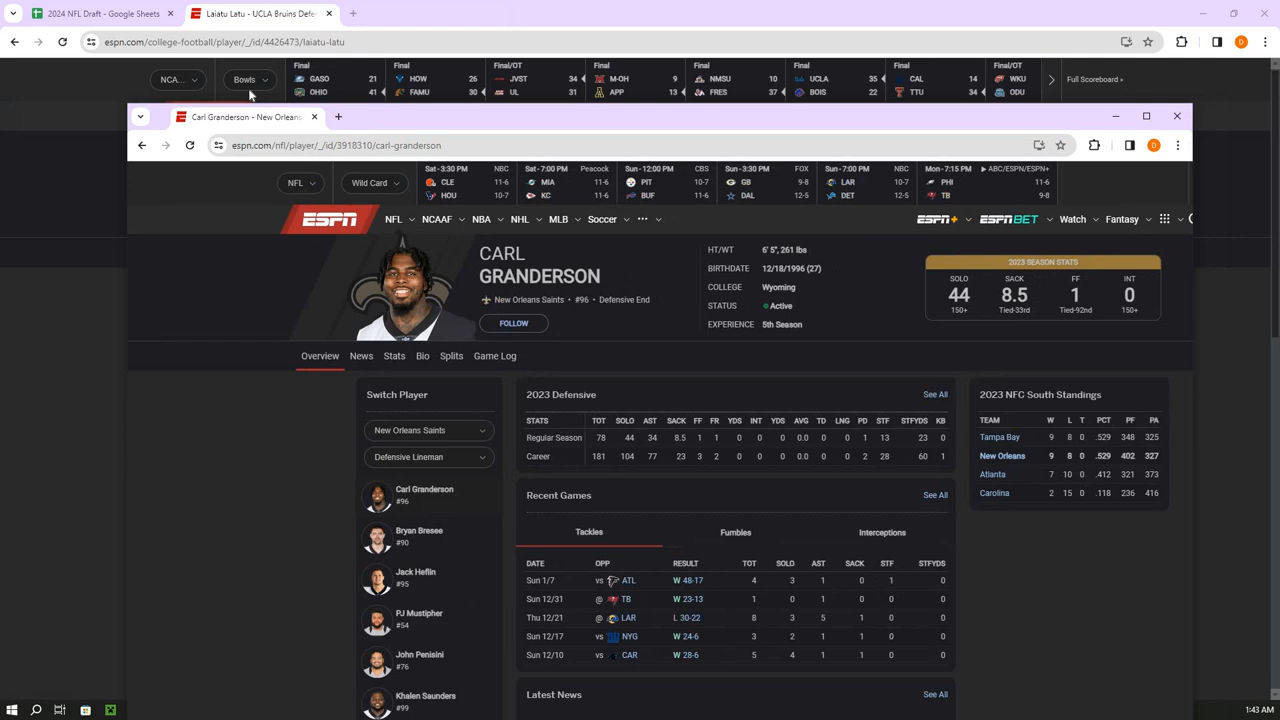 2024 NFL Draft - Google Sheets
Laiatu Latu - UCLA Bruins Defe
espn.com/college-football/player/_/id/4426473/laiatu-latu
D
NCA...
Bowls
Final
GASO 21
OHIO 41
Final
HOW 26
FAMU 30
Final/OT
JVST 34
UL 31
Final
M-OH 9
APP 13
Final
NMSU 10
FRES 37
Final
UCLA 35
BOIS 22
Final
CAL 14
TTU 34
Final/OT
WKU
ODU
Full Scoreboard »
Carl Granderson - New Orleans
espn.com/nfl/player/_/id/3918310/carl-granderson
D
NFL
Wild Card
Sat - 3:30 PM NBC
CLE 11-6
HOU 10-7
Sat - 7:00 PM Peacock
MIA 11-6
KC 11-6
Sun - 12:00 PM CBS
PIT 10-7
BUF 11-6
Sun - 3:30 PM FOX
GB 9-8
DAL 12-5
Sun - 7:00 PM NBC
LAR 10-7
DET 12-5
Mon - 7:15 PM ▶ ABC/ESPN/ESPN+
PHI 11-6
TB 9-8
ESPN
NFL NCAAF NBA NHL MLB Soccer ···
ESPN+ ESPN BET Watch Fantasy
CARL
GRANDERSON
New Orleans Saints • #96 • Defensive End
FOLLOW
HT/WT 6' 5", 261 lbs
BIRTHDATE 12/18/1996 (27)
COLLEGE Wyoming
STATUS Active
EXPERIENCE 5th Season
2023 SEASON STATS
SOLO SACK FF INT
44 8.5 1 0
150+ Tied-33rd Tied-92nd 150+
Overview News Stats Bio Splits Game Log
Switch Player
New Orleans Saints
Defensive Lineman
Carl Granderson
#96
Bryan Bresee
#90
Jack Heflin
#95
PJ Mustipher
#54
John Penisini
#76
Khalen Saunders
#99
2023 Defensive See All
STATS TOT SOLO AST SACK FF FR YDS INT YDS AVG TD LNG PD STF STFYDS KB
Regular Season 78 44 34 8.5 1 1 0 0 0 0.0 0 0 1 13 23 0
Career 181 104 77 23 3 2 0 0 0 0.0 0 0 2 28 60 1
Recent Games See All
Tackles Fumbles Interceptions
DATE OPP RESULT TOT SOLO AST SACK STF STFYDS
Sun 1/7 vs ATL W 48-17 4 3 1 0 1 0
Sun 12/31 @ TB W 23-13 1 0 1 0 0 0
Thu 12/21 @ LAR L 30-22 8 3 5 1 0 0
Sun 12/17 vs NYG W 24-6 3 2 1 1 0 0
Sun 12/10 vs CAR W 28-6 5 4 1 1 0 0
Latest News See All
2023 NFC South Standings
TEAM W L T PCT PF PA
Tampa Bay 9 8 0 .529 348 325
New Orleans 9 8 0 .529 402 327
Atlanta 7 10 0 .412 321 373
Carolina 2 15 0 .118 236 416
1:43 AM